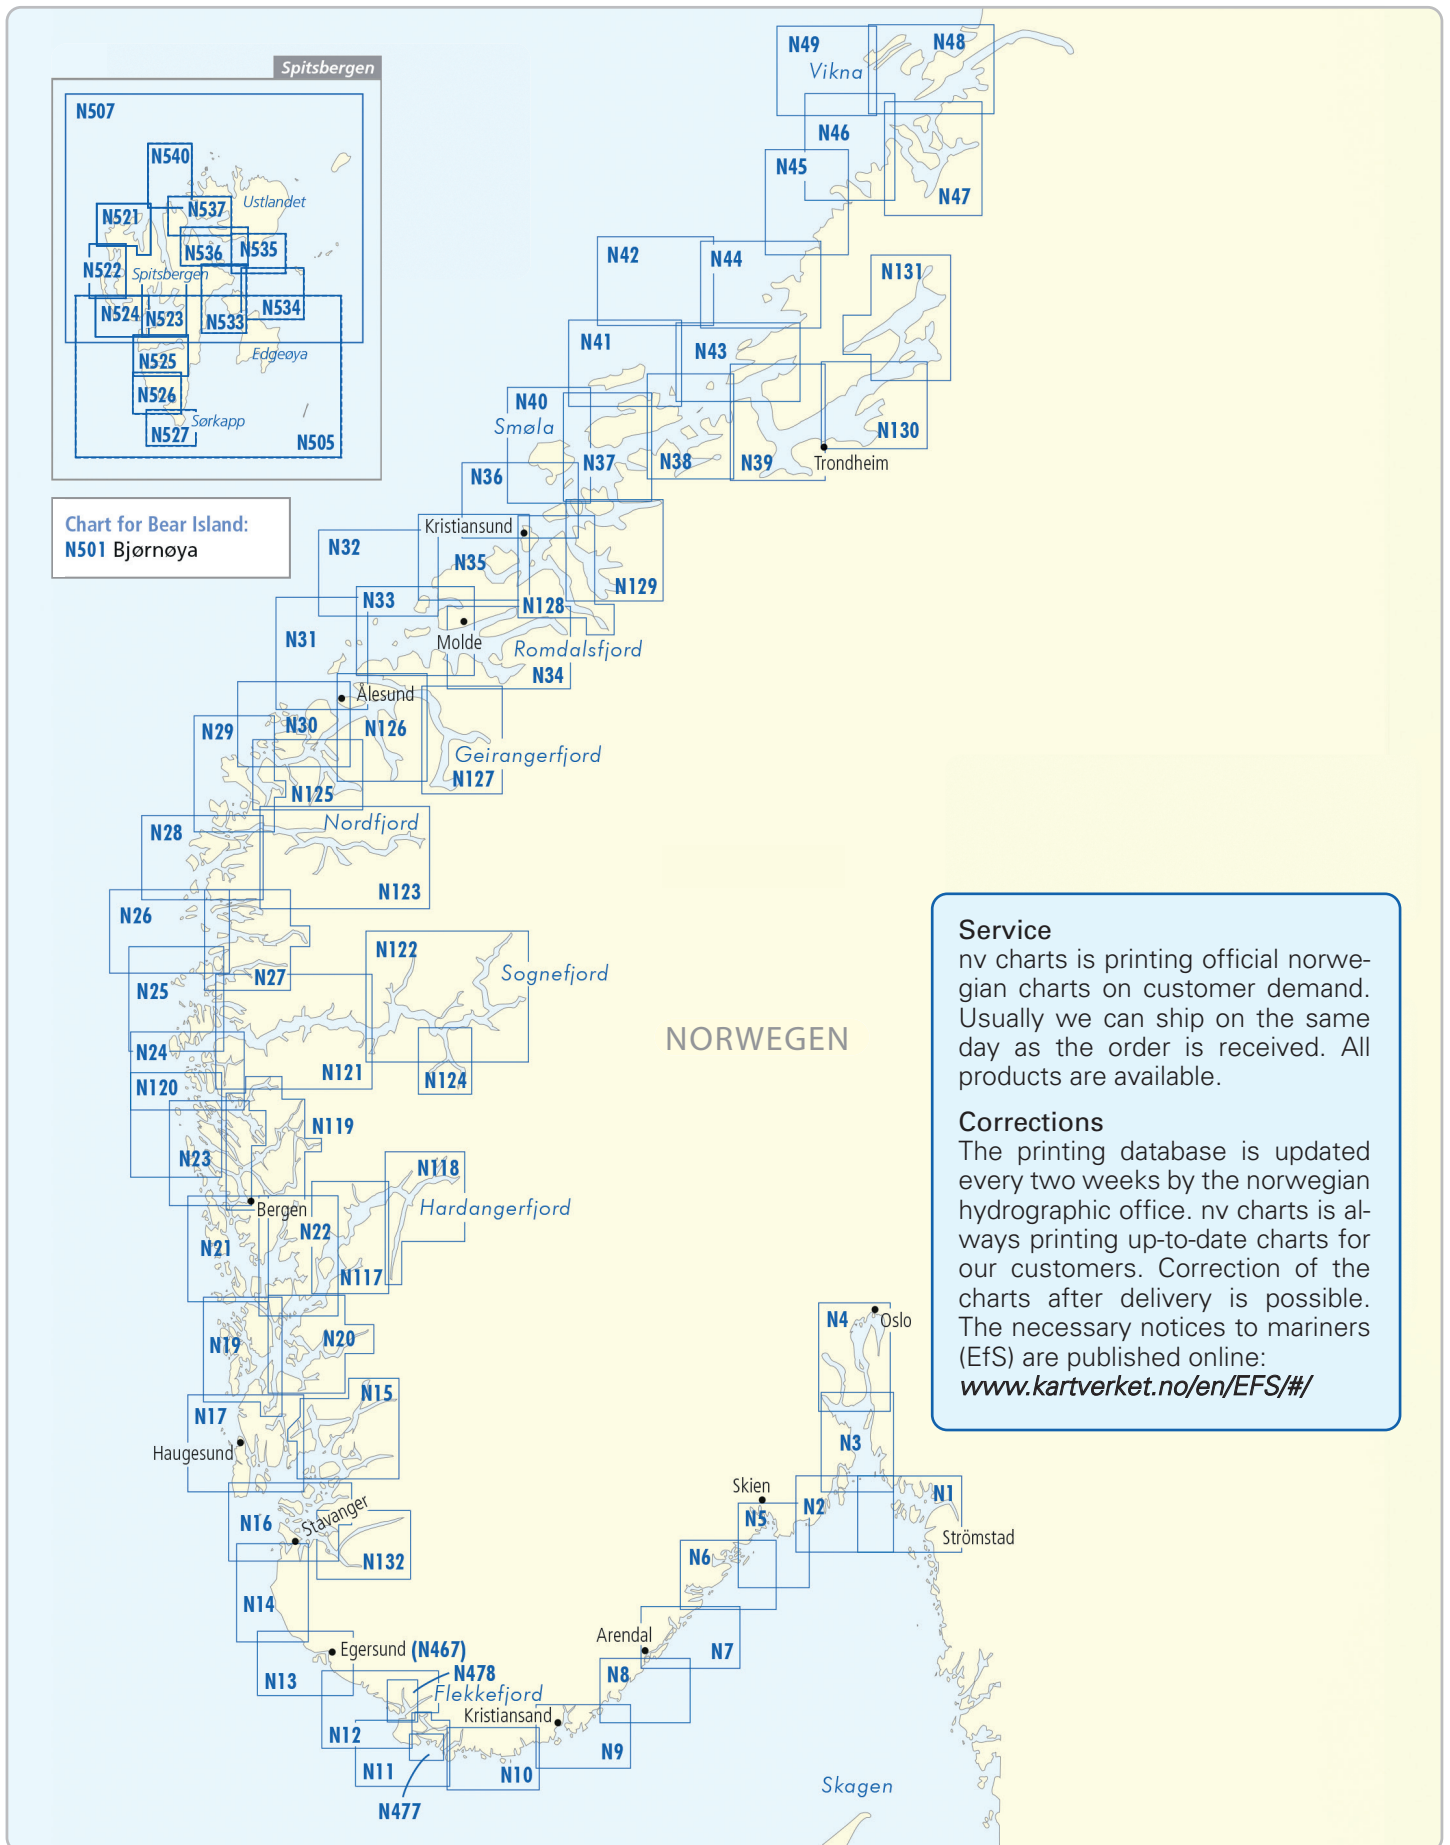 Spitsbergen
N507
N540
Ustlandet
N537
N521
N536
N535
N522
Spitsbergen
N524
N523
N533
N534
Edgeøya
N525
N526
Sørkapp
N527
N505
Chart for Bear Island:
N501 Bjørnøya
N49
N48
Vikna
N46
N45
N47
N42
N44
N131
N41
N43
N40
Smøla
N130
N37
N38
N39
Trondheim
N36
Kristiansund
N32
N35
N129
N33
N128
N31
Molde
Romdalsfjord
N34
Ålesund
N29
N30
N126
Geirangerfjord
N127
N125
Nordfjord
N28
N123
N26
N122
Sognefjord
N27
N25
NORWEGEN
N24
N121
N124
N120
N119
N23
N118
Hardangerfjord
Bergen
N22
N21
N117
N20
N19
N15
N17
Haugesund
N16
Stavanger
N132
N14
Egersund (N467)
N13
N478
Flekkefjord
Kristiansand
N12
N11
N10
N9
N477
N4
Oslo
N3
Skien
N2
N1
N5
Strömstad
N6
Arendal
N7
N8
Skagen
Service
nv charts is printing official norwe-
gian charts on customer demand.
Usually we can ship on the same
day as the order is received. All
products are available.
Corrections
The printing database is updated
every two weeks by the norwegian
hydrographic office. nv charts is al-
ways printing up-to-date charts for
our customers. Correction of the
charts after delivery is possible.
The necessary notices to mariners
(EfS) are published online:
www.kartverket.no/en/EFS/#/